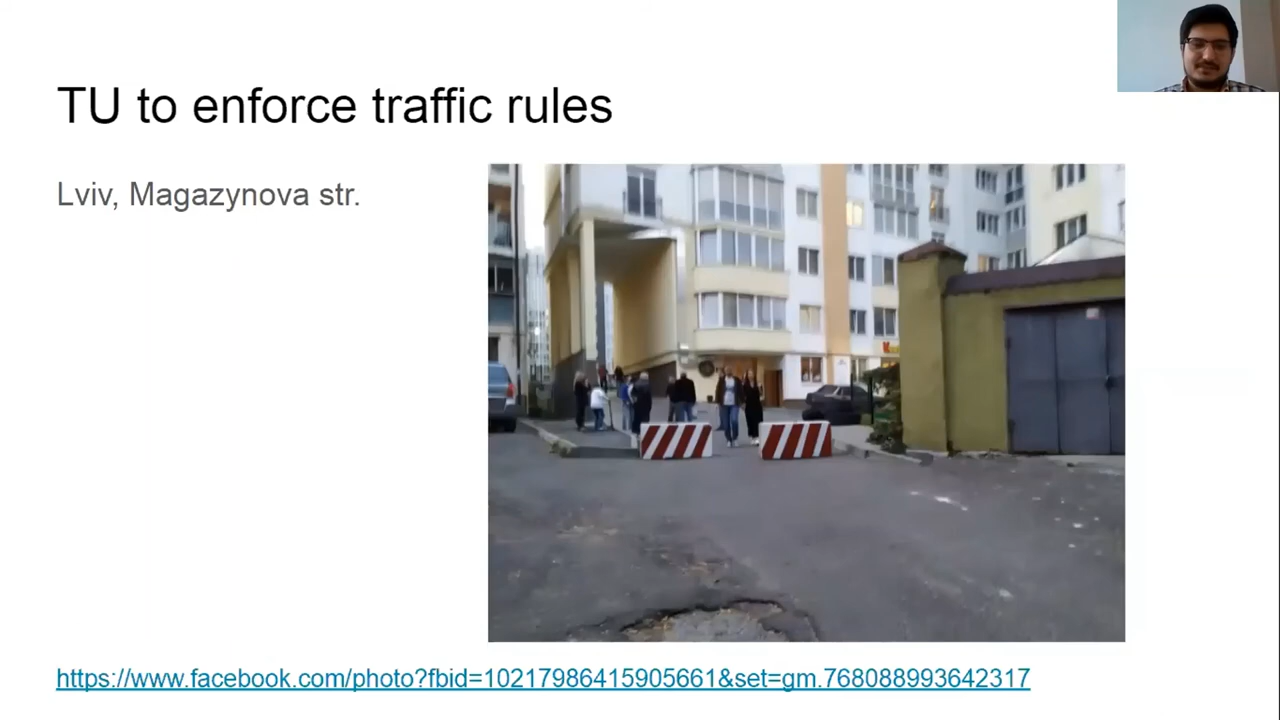 TU to enforce traffic rules
Lviv, Magazynova str.
https://www.facebook.com/photo?fbid=10217986415905661&set=gm.768088993642317